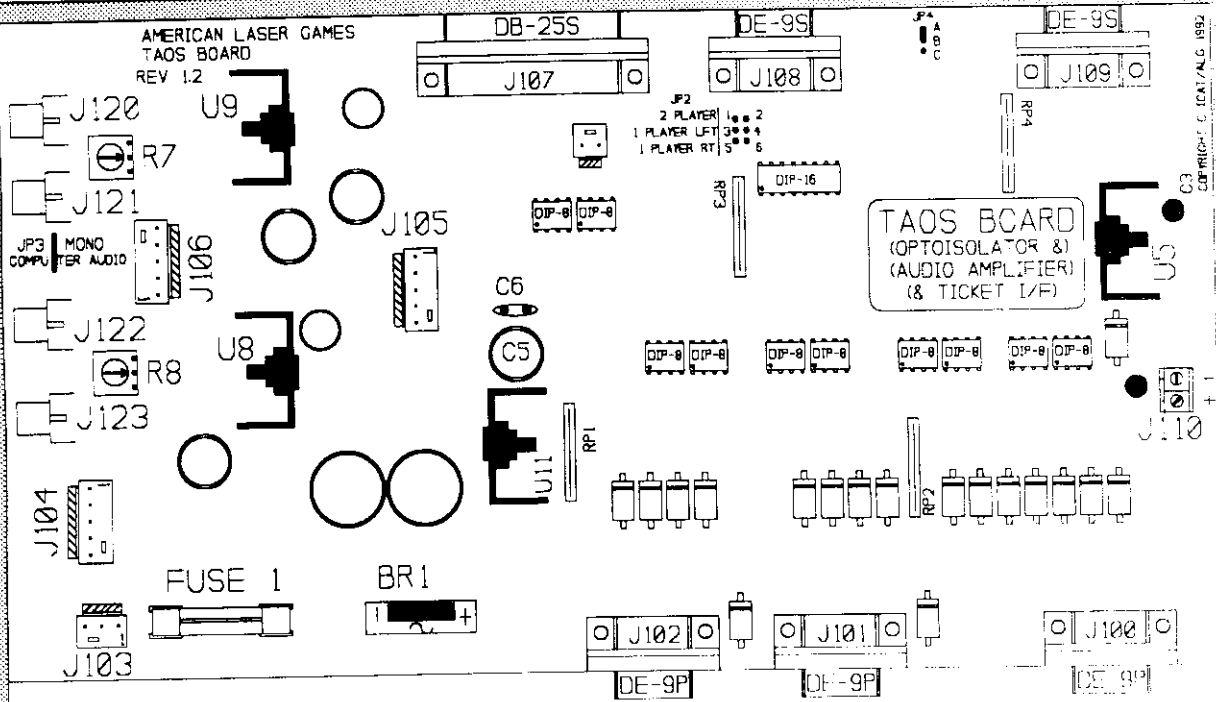 AMERICAN LASER GAMES
TAOS BOARD
REV 1.2
DB-25S
J107
DE-9S
J108
JP4
A
B
C
DE-9S
J109
J120
R7
J121
U9
JP2
2 PLAYER 1 2
1 PLAYER LFT 3 4
1 PLAYER RT 5 6
RP4
DIP-16
RP3
DIP-8 DIP-8
C3
JP3 MONO
COMPUTER AUDIO
J106
J105
TAOS BOARD
(OPTOISOLATOR &)
(AUDIO AMPLIFIER)
(& TICKET I/F)
U5
C6
C5
J122
R8
J123
U8
DIP-8 DIP-8
DIP-8 DIP-8
DIP-8 DIP-8
DIP-8 DIP-8
+ -
J110
U11
RP1
RP2
J104
FUSE 1
BR1
- +
J103
J102
DE-9P
J101
DE-9P
J100
DE-9P